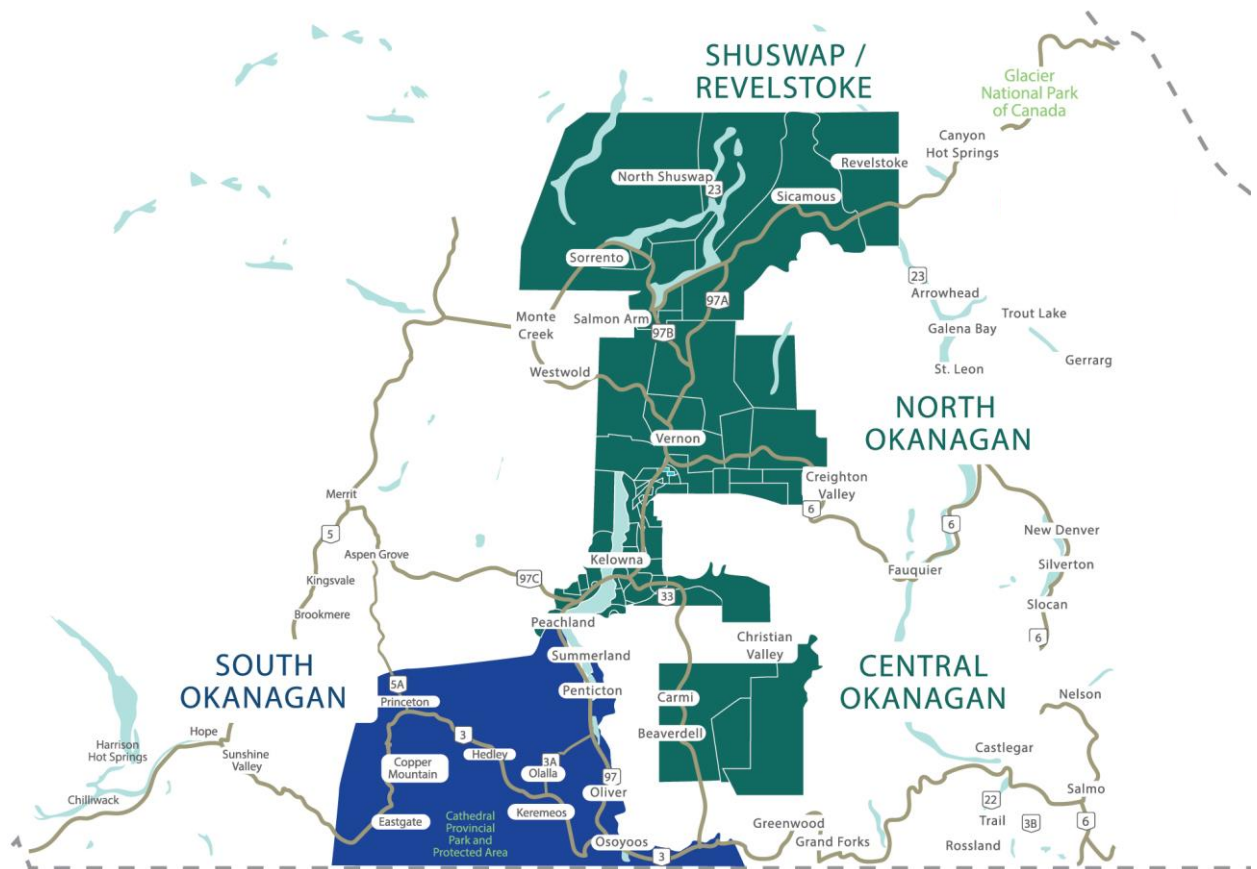 SHUSWAP /
REVELSTOKE
Glacier
National Park
of Canada
Canyon
Hot Springs
Revelstoke
North Shuswap
23
Sicamous
Sorrento
23
Arrowhead
97A
Monte
Creek
Salmon Arm
97B
Galena Bay
Trout Lake
Gerrarg
St. Leon
Westwold
NORTH
OKANAGAN
Vernon
Creighton
Valley
6
6
Merrit
5
New Denver
Silverton
Aspen Grove
Kelowna
Fauquier
Kingsvale
97C
33
Slocan
Brookmere
Peachland
6
Christian
Valley
SOUTH
OKANAGAN
Summerland
CENTRAL
OKANAGAN
5A
Princeton
Penticton
Carmi
Nelson
Hope
Harrison
Hot Springs
Sunshine
Valley
3
Hedley
Beaverdell
Castlegar
Copper
Mountain
3A
Olalla
97
Oliver
Salmo
Chilliwack
22
Trail
3B
6
Eastgate
Cathedral
Provincial
Park and
Protected Area
Keremeos
Greenwood
Grand Forks
Rossland
Osoyoos
3